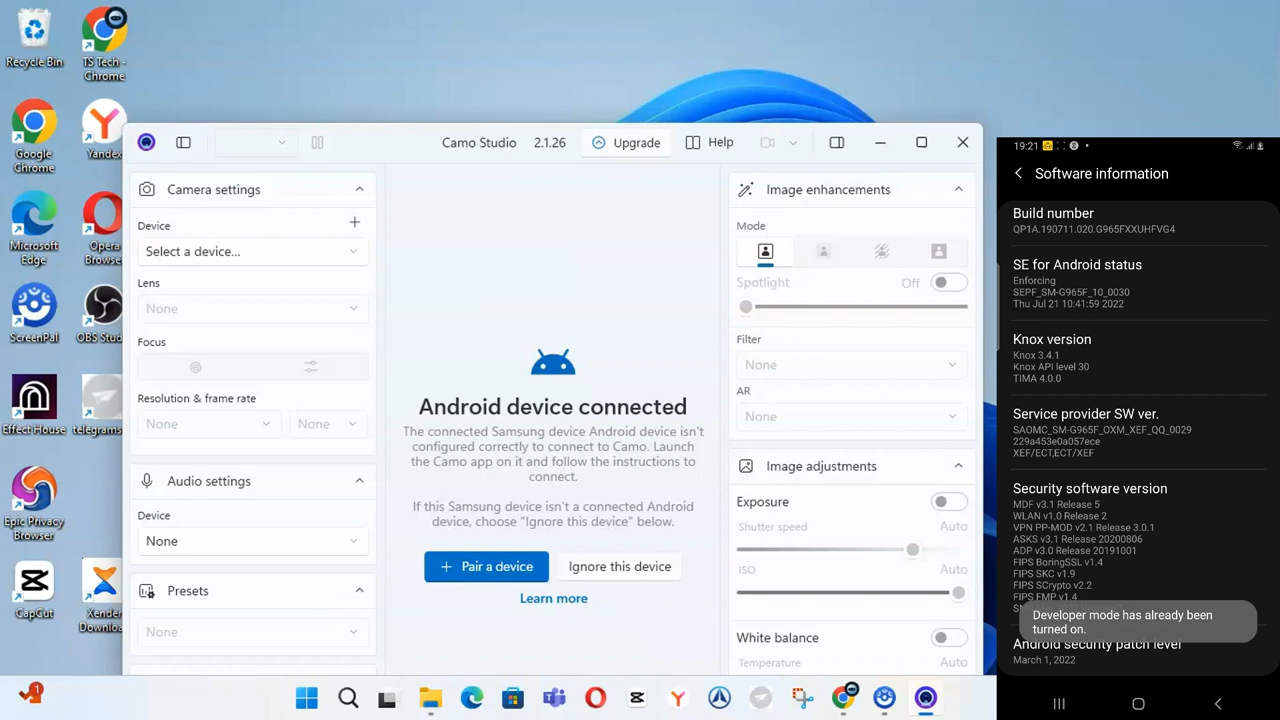 Recycle Bin
TS Tech -
Chrome
Google
Chrome
Yandex
Microsoft
Edge
Opera
Browser
ScreenPal
OBS Studi
Effect House
telegrams
Epic Privacy
Browser
CapCut
Xender
Downloa
Camo Studio 2.1.26
Upgrade
Help
Camera settings
Device
Select a device...
Lens
None
Focus
Resolution & frame rate
None
None
Audio settings
Device
None
Presets
None
Android device connected
The connected Samsung device Android device isn't
configured correctly to connect to Camo. Launch
the Camo app on it and follow the instructions to
connect.
If this Samsung device isn't a connected Android
device, choose "Ignore this device" below.
+ Pair a device
Ignore this device
Learn more
Image enhancements
Mode
Spotlight Off
Filter
None
AR
None
Image adjustments
Exposure
Shutter speed Auto
ISO Auto
White balance
Temperature Auto
1
19:21
Software information
Build number
QP1A.190711.020.G965FXXUHFVG4
SE for Android status
Enforcing
SEPF_SM-G965F_10_0030
Thu Jul 21 10:41:59 2022
Knox version
Knox 3.4.1
Knox API level 30
TIMA 4.0.0
Service provider SW ver.
SAOMC_SM-G965F_OXM_XEF_QQ_0029
229a453e0a057ece
XEF/ECT,ECT/XEF
Security software version
MDF v3.1 Release 5
WLAN v1.0 Release 2
VPN PP-MOD v2.1 Release 3.0.1
ASKS v3.1 Release 20200806
ADP v3.0 Release 20191001
FIPS BoringSSL v1.4
FIPS SKC v1.9
FIPS SCrypto v2.2
FIPS FMP v1.4
Developer mode has already been
turned on.
Android security patch level
March 1, 2022